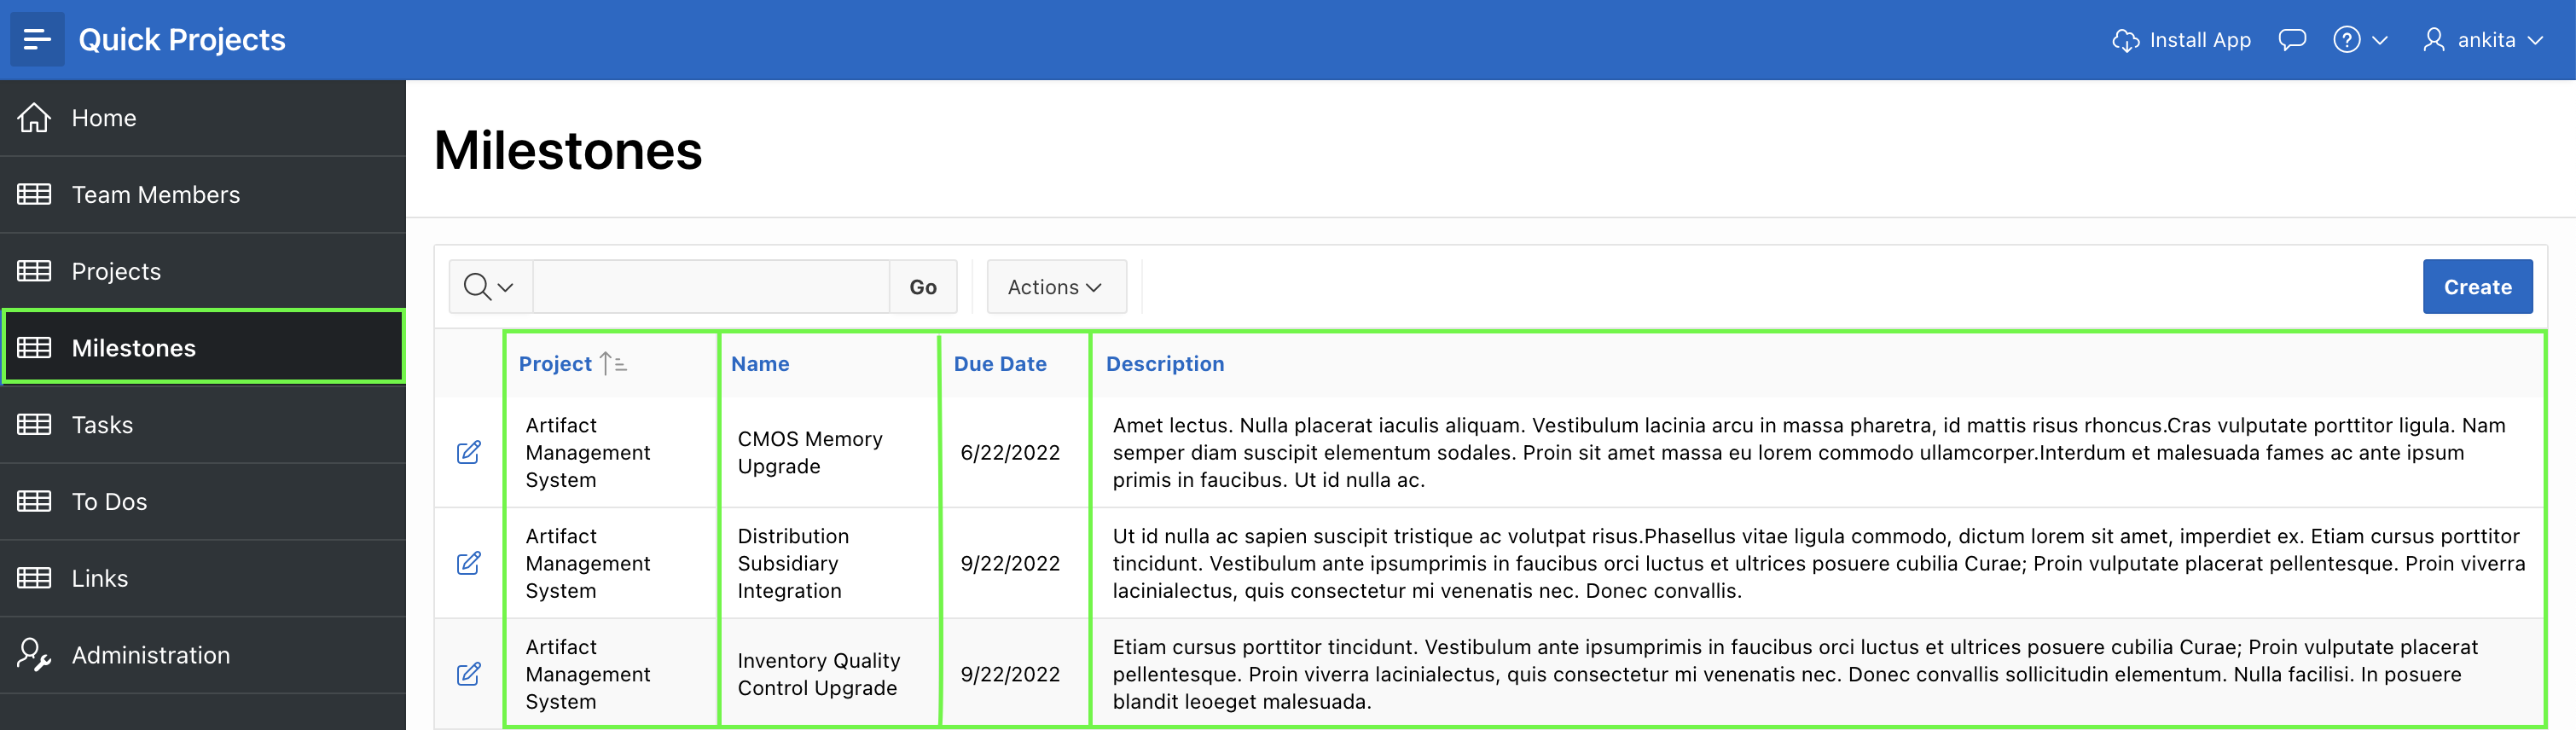 Quick Projects
Install App
ankita
Home
Team Members
Projects
Milestones
Tasks
To Dos
Links
Administration
Milestones
Go
Actions
Create
Project
Name
Due Date
Description
Artifact
Management
System
CMOS Memory
Upgrade
6/22/2022
Amet lectus. Nulla placerat iaculis aliquam. Vestibulum lacinia arcu in massa pharetra, id mattis risus rhoncus.Cras vulputate porttitor ligula. Nam
semper diam suscipit elementum sodales. Proin sit amet massa eu lorem commodo ullamcorper.Interdum et malesuada fames ac ante ipsum
primis in faucibus. Ut id nulla ac.
Artifact
Management
System
Distribution
Subsidiary
Integration
9/22/2022
Ut id nulla ac sapien suscipit tristique ac volutpat risus.Phasellus vitae ligula commodo, dictum lorem sit amet, imperdiet ex. Etiam cursus porttitor
tincidunt. Vestibulum ante ipsumprimis in faucibus orci luctus et ultrices posuere cubilia Curae; Proin vulputate placerat pellentesque. Proin viverra
lacinialectus, quis consectetur mi venenatis nec. Donec convallis.
Artifact
Management
System
Inventory Quality
Control Upgrade
9/22/2022
Etiam cursus porttitor tincidunt. Vestibulum ante ipsumprimis in faucibus orci luctus et ultrices posuere cubilia Curae; Proin vulputate placerat
pellentesque. Proin viverra lacinialectus, quis consectetur mi venenatis nec. Donec convallis sollicitudin elementum. Nulla facilisi. In posuere
blandit leoeget malesuada.